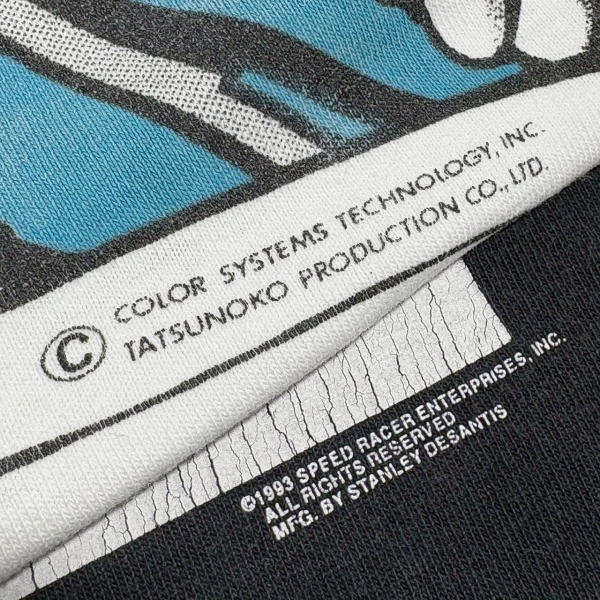 © COLOR SYSTEMS TECHNOLOGY, INC.
TATSUNOKO PRODUCTION CO., LTD.
©1993 SPEED RACER ENTERPRISES, INC.
ALL RIGHTS RESERVED
MFG. BY STANLEY DESANTIS